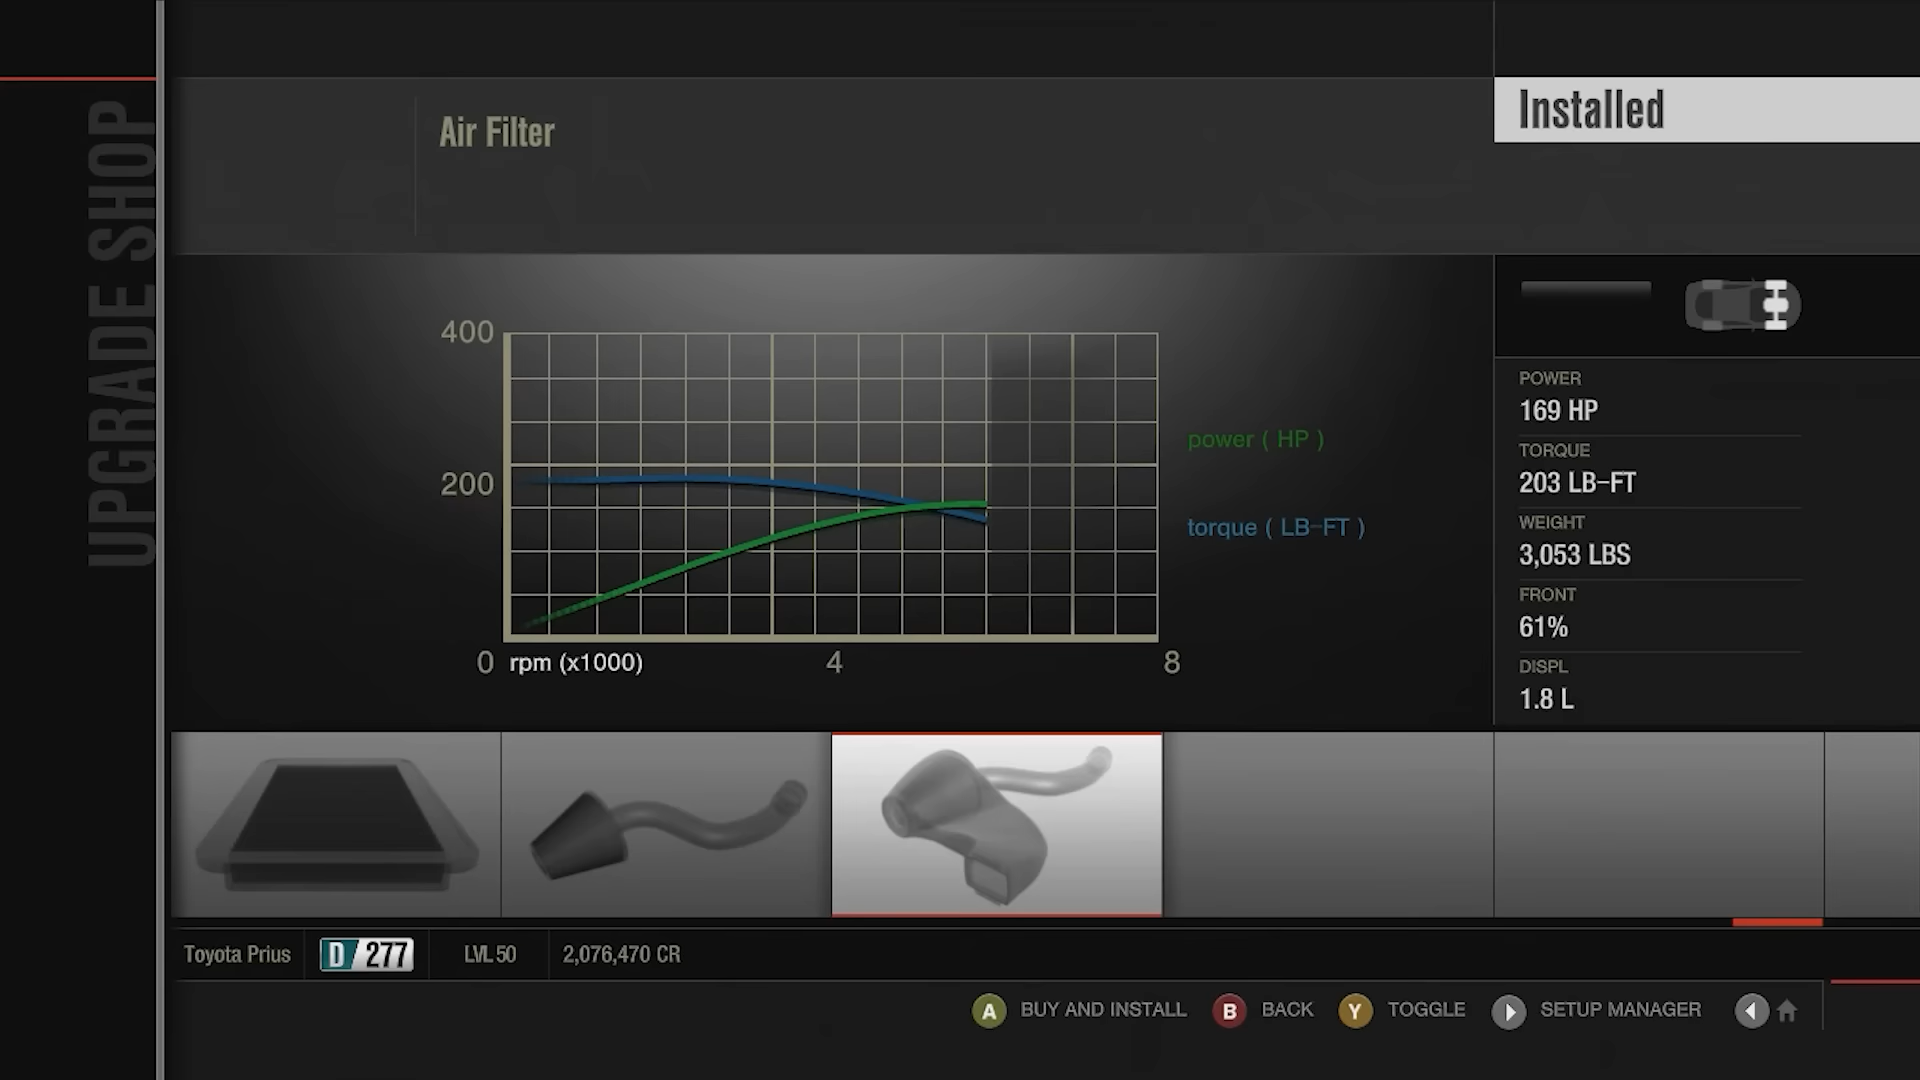 UPGRADE SHOP
Air Filter
Installed
400
200
0 rpm (x1000) 4 8
power ( HP )
torque ( LB-FT )
POWER
169 HP
TORQUE
203 LB-FT
WEIGHT
3,053 LBS
FRONT
61%
DISPL
1.8 L
Toyota Prius D 277 LVL 50 2,076,470 CR
A BUY AND INSTALL B BACK Y TOGGLE SETUP MANAGER